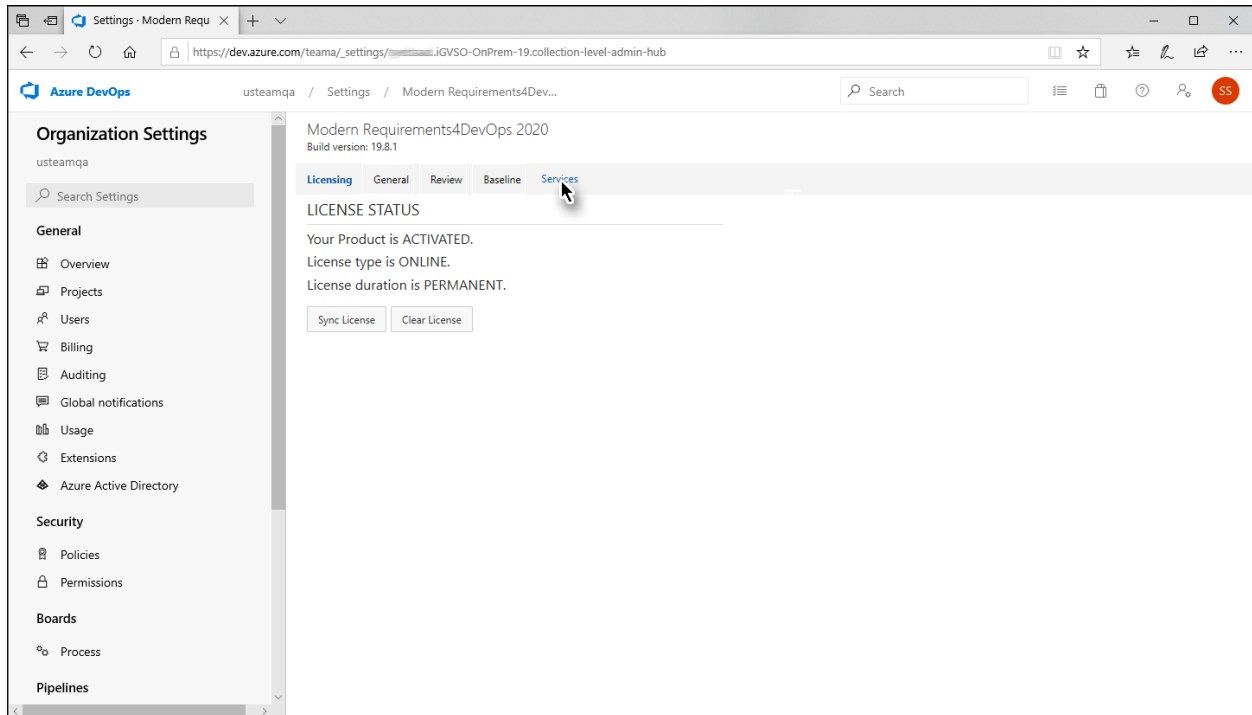 Settings · Modern Requ
https://dev.azure.com/teama/_settings/ .iGVSO-OnPrem-19.collection-level-admin-hub
Azure DevOps
usteamqa / Settings / Modern Requirements4Dev...
Search
SS
Organization Settings
usteamqa
Search Settings
General
Overview
Projects
Users
Billing
Auditing
Global notifications
Usage
Extensions
Azure Active Directory
Security
Policies
Permissions
Boards
Process
Pipelines
Modern Requirements4DevOps 2020
Build version: 19.8.1
Licensing General Review Baseline Services
LICENSE STATUS
Your Product is ACTIVATED.
License type is ONLINE.
License duration is PERMANENT.
Sync License Clear License